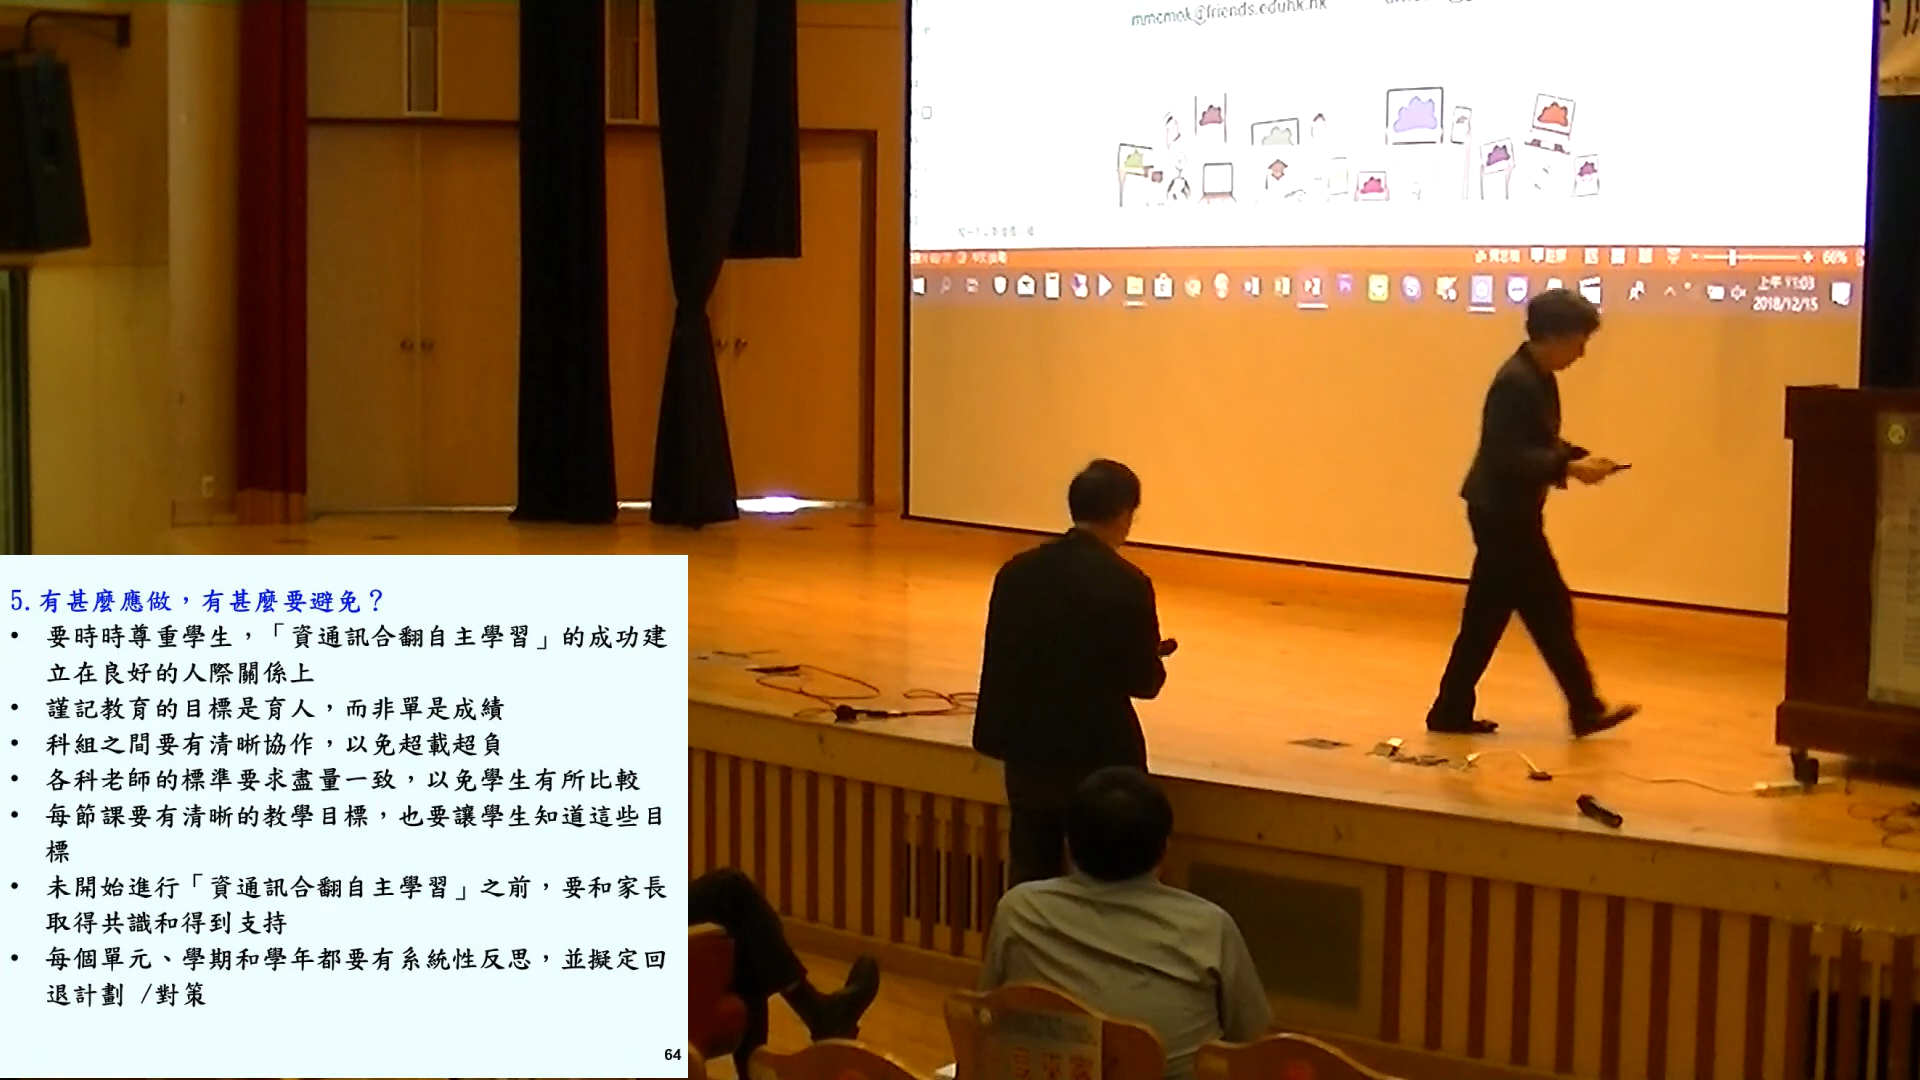 mmcmok@friends.eduhk.hk
66%
上午 11:03
2018/12/15
5.有甚麼應做，有甚麼要避免？
• 要時時尊重學生，「資通訊合翻自主學習」的成功建
立在良好的人際關係上
• 謹記教育的目標是育人，而非單是成績
• 科組之間要有清晰協作，以免超載超負
• 各科老師的標準要求盡量一致，以免學生有所比較
• 每節課要有清晰的教學目標，也要讓學生知道這些目
標
• 未開始進行「資通訊合翻自主學習」之前，要和家長
取得共識和得到支持
• 每個單元、學期和學年都要有系統性反思，並擬定回
退計劃 /對策
64